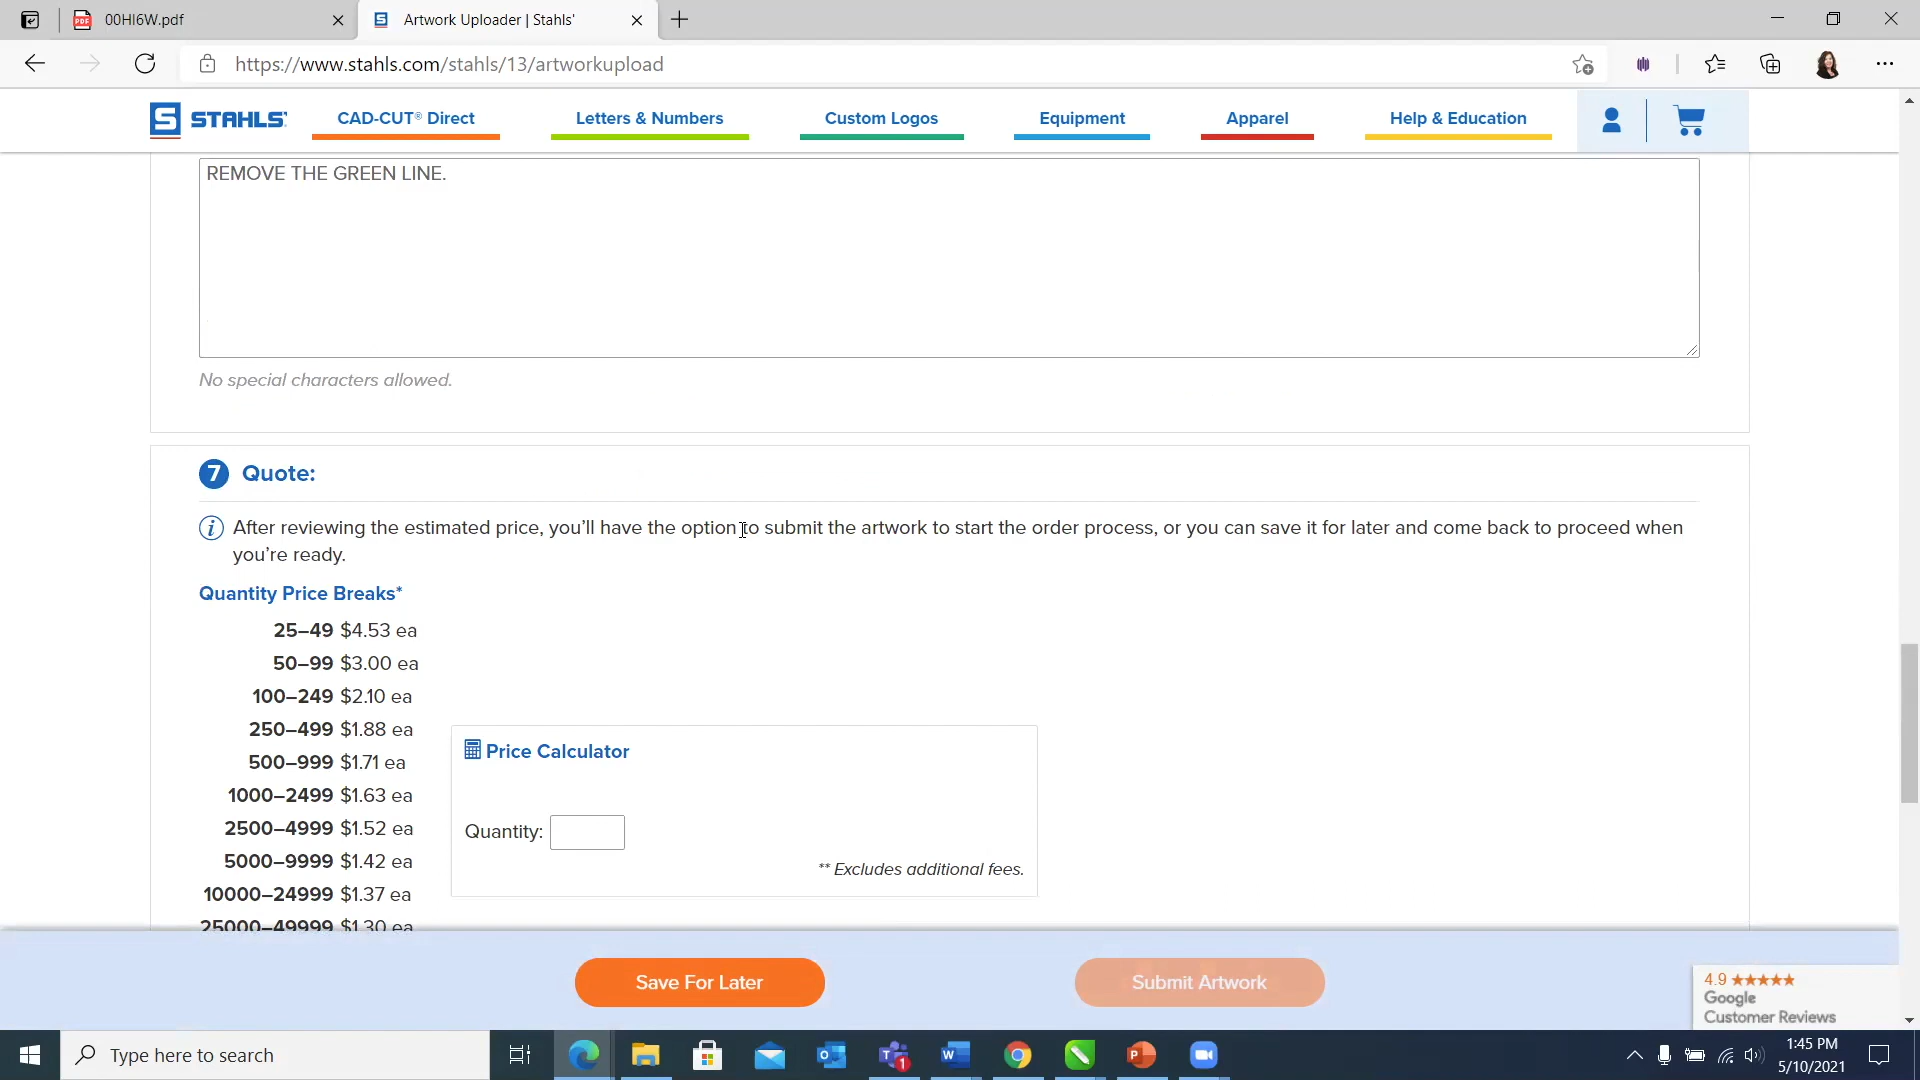 00HI6W.pdf
Artwork Uploader | Stahls'
https://www.stahls.com/stahls/13/artworkupload
S STAHLS'
CAD-CUT® Direct
Letters & Numbers
Custom Logos
Equipment
Apparel
Help & Education
REMOVE THE GREEN LINE.
No special characters allowed.
7 Quote:
After reviewing the estimated price, you'll have the option to submit the artwork to start the order process, or you can save it for later and come back to proceed when
you're ready.
Quantity Price Breaks*
25–49 $4.53 ea
50–99 $3.00 ea
100–249 $2.10 ea
250–499 $1.88 ea
500–999 $1.71 ea
1000–2499 $1.63 ea
2500–4999 $1.52 ea
5000–9999 $1.42 ea
10000–24999 $1.37 ea
25000–49999 $1.30 ea
Price Calculator
Quantity:
** Excludes additional fees.
Save For Later
Submit Artwork
4.9 ★★★★★
Google
Customer Reviews
Type here to search
1:45 PM
5/10/2021